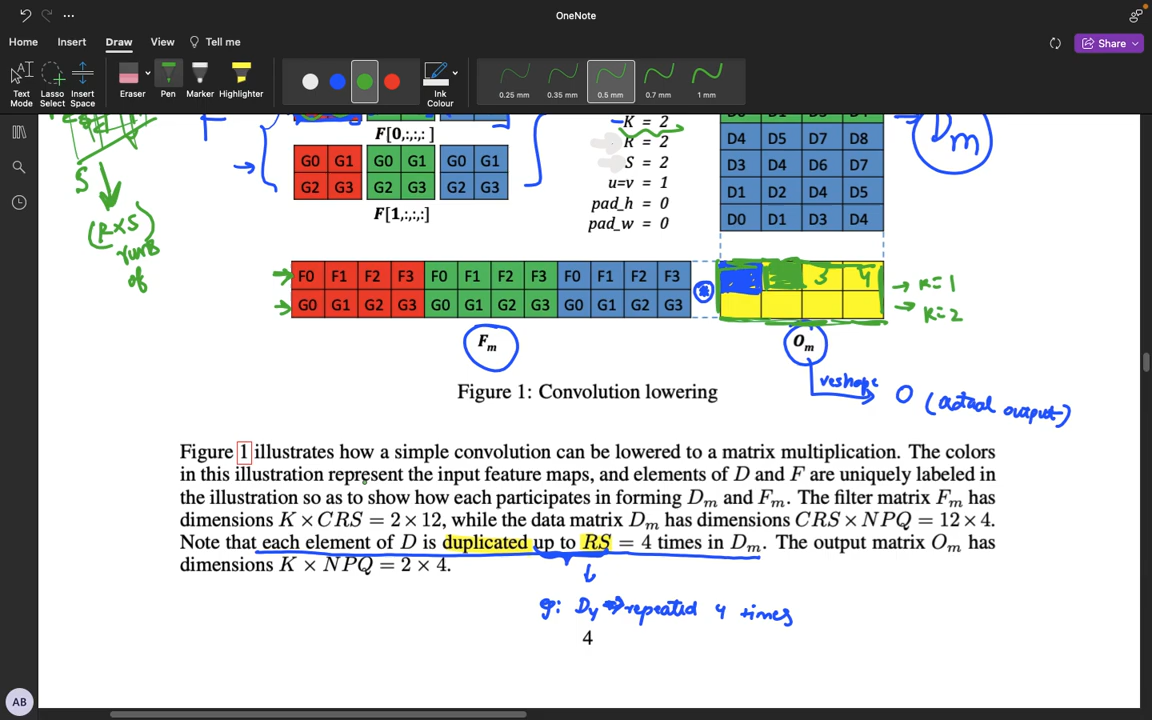 OneNote
Home Insert Draw View Tell me Share
Text Mode Lasso Select Insert Space Eraser Pen Marker Highlighter Ink Colour 0.25 mm 0.35 mm 0.5 mm 0.7 mm 1 mm
F
F[0,:,:,: ]
G0 G1 G0 G1 G0 G1
G2 G3 G2 G3 G2 G3
F[1,:,:,:]
K = 2
R = 2
S = 2
u=v = 1
pad_h = 0
pad_w = 0
D4 D5 D7 D8
D3 D4 D6 D7
D1 D2 D4 D5
D0 D1 D3 D4
Dm
S
(R×S)
of
F0 F1 F2 F3 F0 F1 F2 F3 F0 F1 F2 F3
G0 G1 G2 G3 G0 G1 G2 G3 G0 G1 G2 G3
3 4
K=1
K=2
Fm
Om
reshape
O (actual output)
Figure 1: Convolution lowering
Figure 1 illustrates how a simple convolution can be lowered to a matrix multiplication. The colors
in this illustration represent the input feature maps, and elements of D and F are uniquely labeled in
the illustration so as to show how each participates in forming Dm and Fm. The filter matrix Fm has
dimensions K × CRS = 2 × 12, while the data matrix Dm has dimensions CRS × NPQ = 12 × 4.
Note that each element of D is duplicated up to RS = 4 times in Dm. The output matrix Om has
dimensions K × NPQ = 2 × 4.
D4 repeated 4 times
4
AB